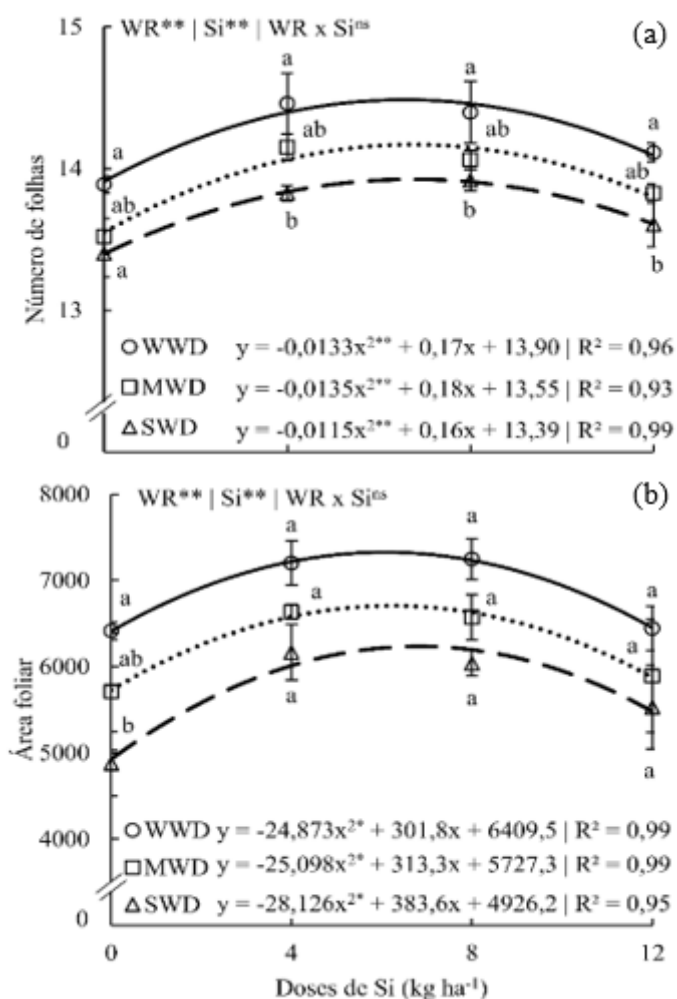 15
WR** | Si** | WR x Siⁿˢ
(a)
a
a
a
ab
ab
a
14
ab
ab
a
b
b
b
Número de folhas
13
WWD y = -0,0133x²** + 0,17x + 13,90 | R² = 0,96
MWD y = -0,0135x²** + 0,18x + 13,55 | R² = 0,93
SWD y = -0,0115x²** + 0,16x + 13,39 | R² = 0,99
0
8000
WR** | Si** | WR x Siⁿˢ
(b)
a
a
a
a
7000
a
a
ab
a
6000
b
a
a
a
Área foliar
5000
4000
WWD y = -24,873x²* + 301,8x + 6409,5 | R² = 0,99
MWD y = -25,098x²* + 313,3x + 5727,3 | R² = 0,99
SWD y = -28,126x²* + 383,6x + 4926,2 | R² = 0,95
0
0 4 8 12
Doses de Si (kg ha⁻¹)